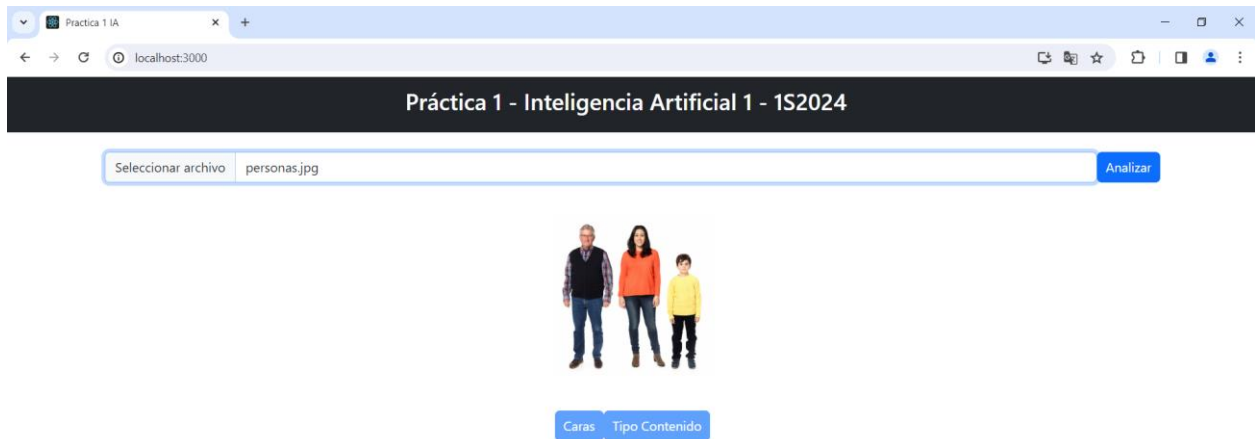 Practica 1 IA
localhost:3000
Práctica 1 - Inteligencia Artificial 1 - 1S2024
Seleccionar archivo personas.jpg Analizar
Caras Tipo Contenido